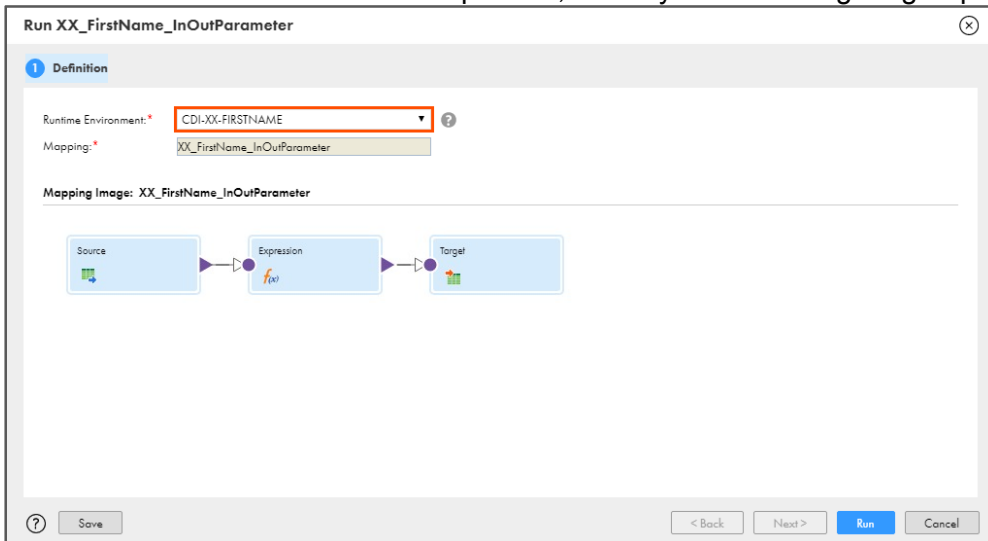 Run XX_FirstName_InOutParameter
1 Definition
Runtime Environment:* CDI-XX-FIRSTNAME
Mapping:* XX_FirstName_InOutParameter
Mapping Image: XX_FirstName_InOutParameter
Source Expression Target
f(x)
? Save < Back Next > Run Cancel